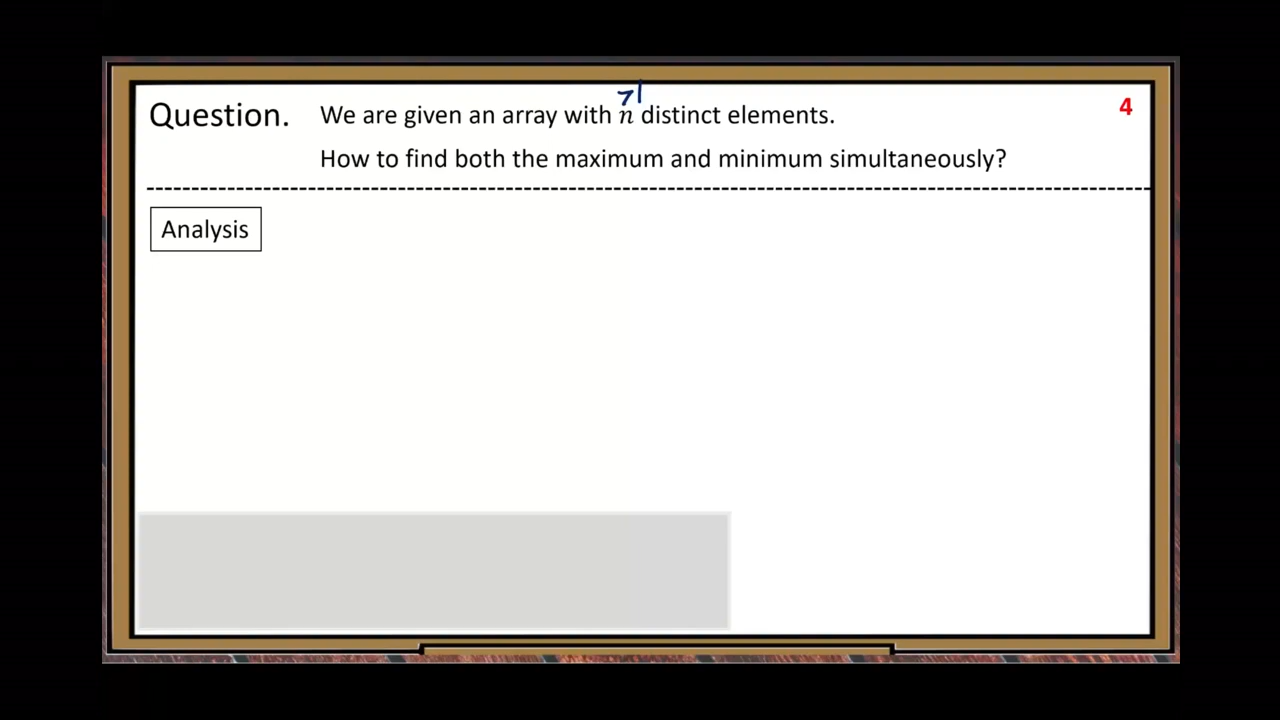 Question. We are given an array with n distinct elements.
4
How to find both the maximum and minimum simultaneously?
Analysis